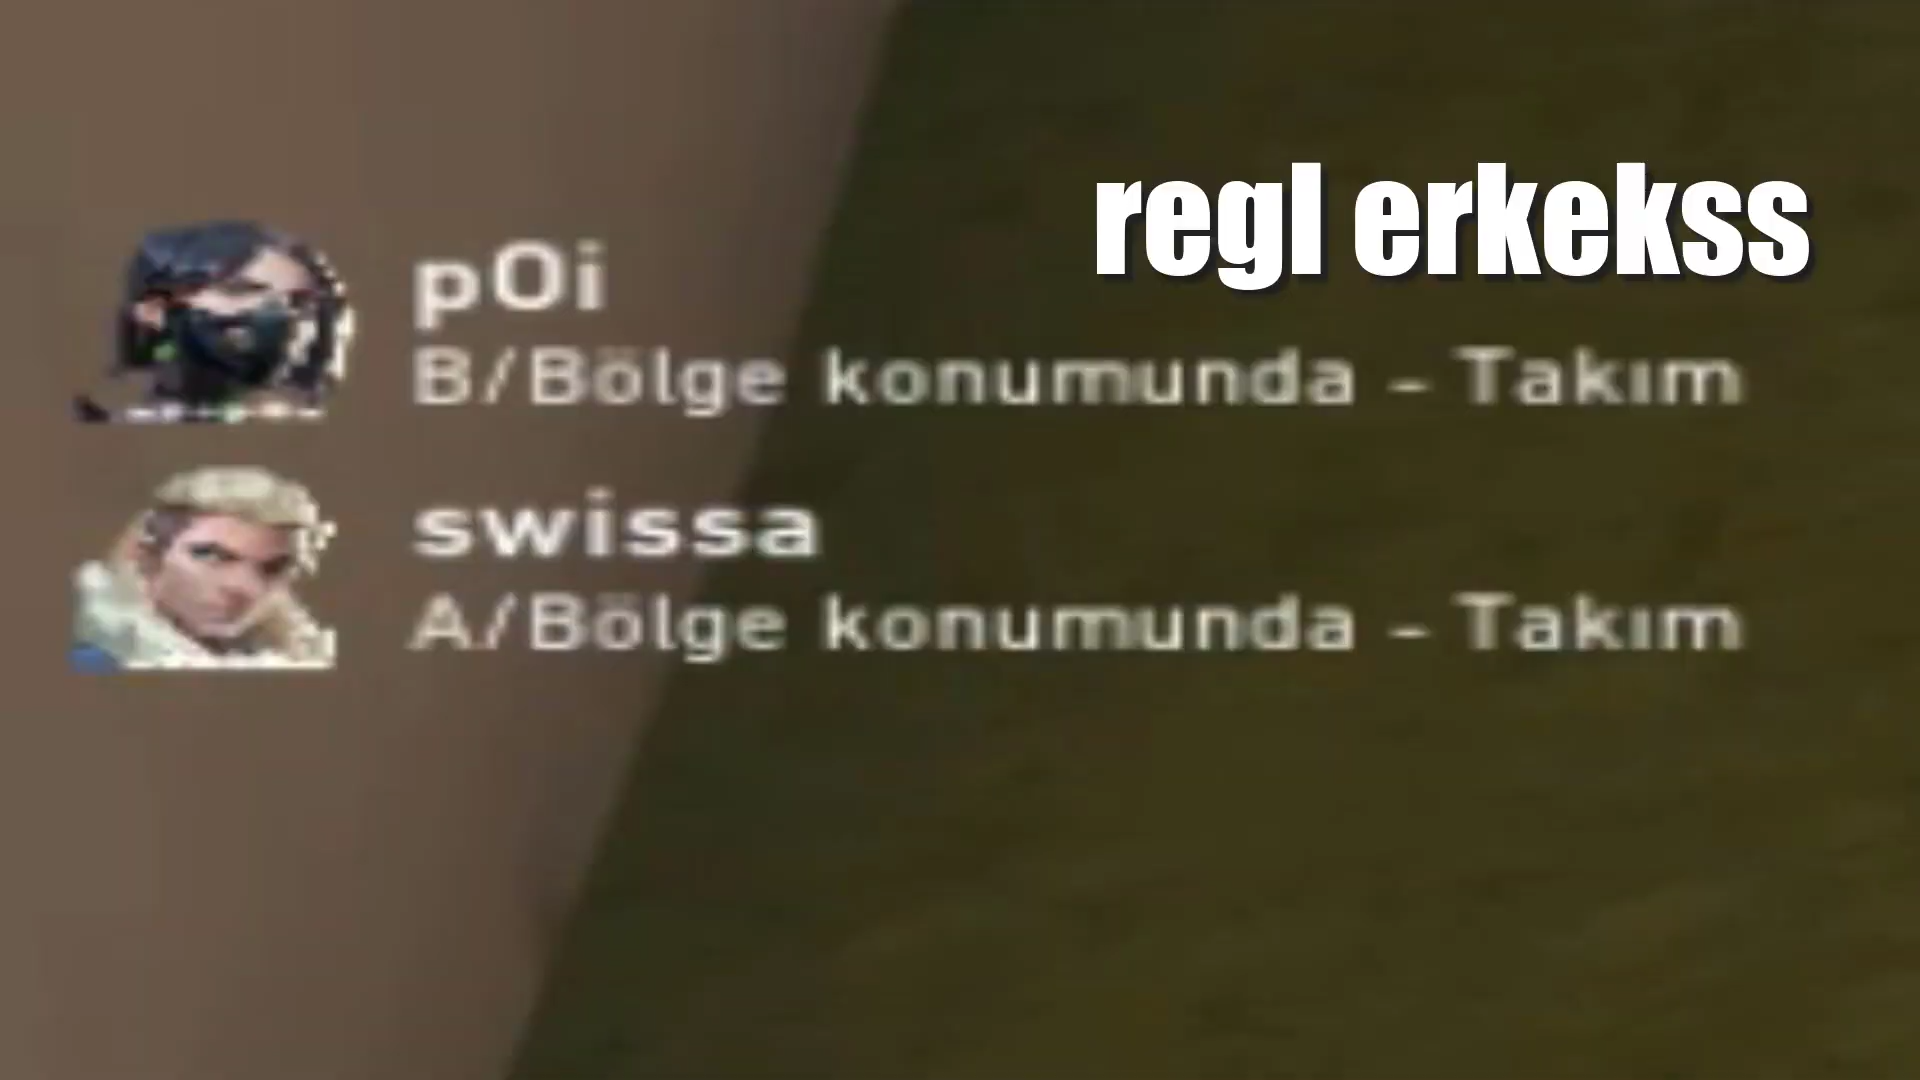 regl erkekss
pOi
B/Bölge konumunda - Takım
swissa
A/Bölge konumunda - Takım